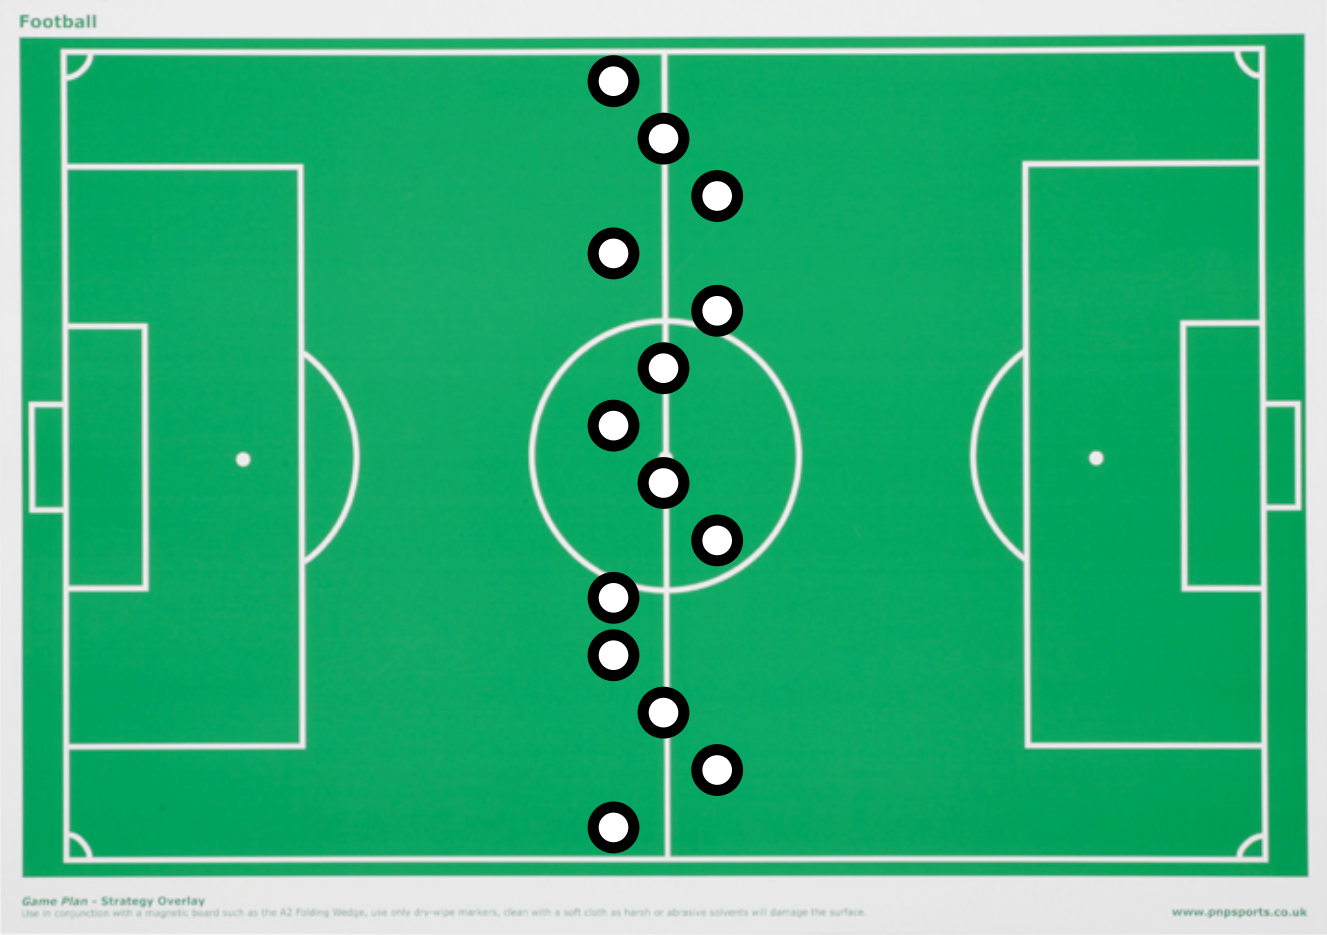 Football
Game Plan - Strategy Overlay
Use in conjunction with a magnetic board such as the A2 Folding Wedge, use only dry-wipe markers, clean with a soft cloth as harsh or abrasive solvents will damage the surface.
www.pnpsports.co.uk